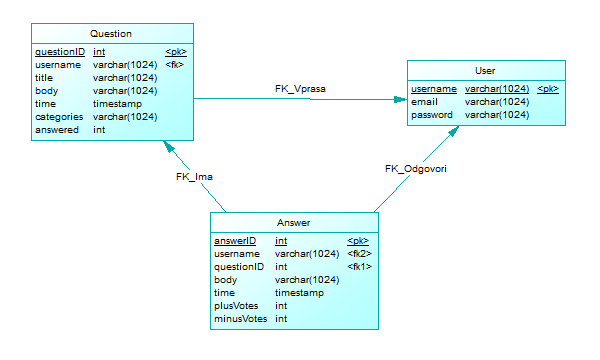 Question
questionID int <pk>
username varchar(1024) <fk>
title varchar(1024)
body varchar(1024)
time timestamp
categories varchar(1024)
answered int
FK_Vprasa
User
username varchar(1024) <pk>
email varchar(1024)
password varchar(1024)
FK_Ima
FK_Odgovori
Answer
answerID int <pk>
username varchar(1024) <fk2>
questionID int <fk1>
body varchar(1024)
time timestamp
plusVotes int
minusVotes int